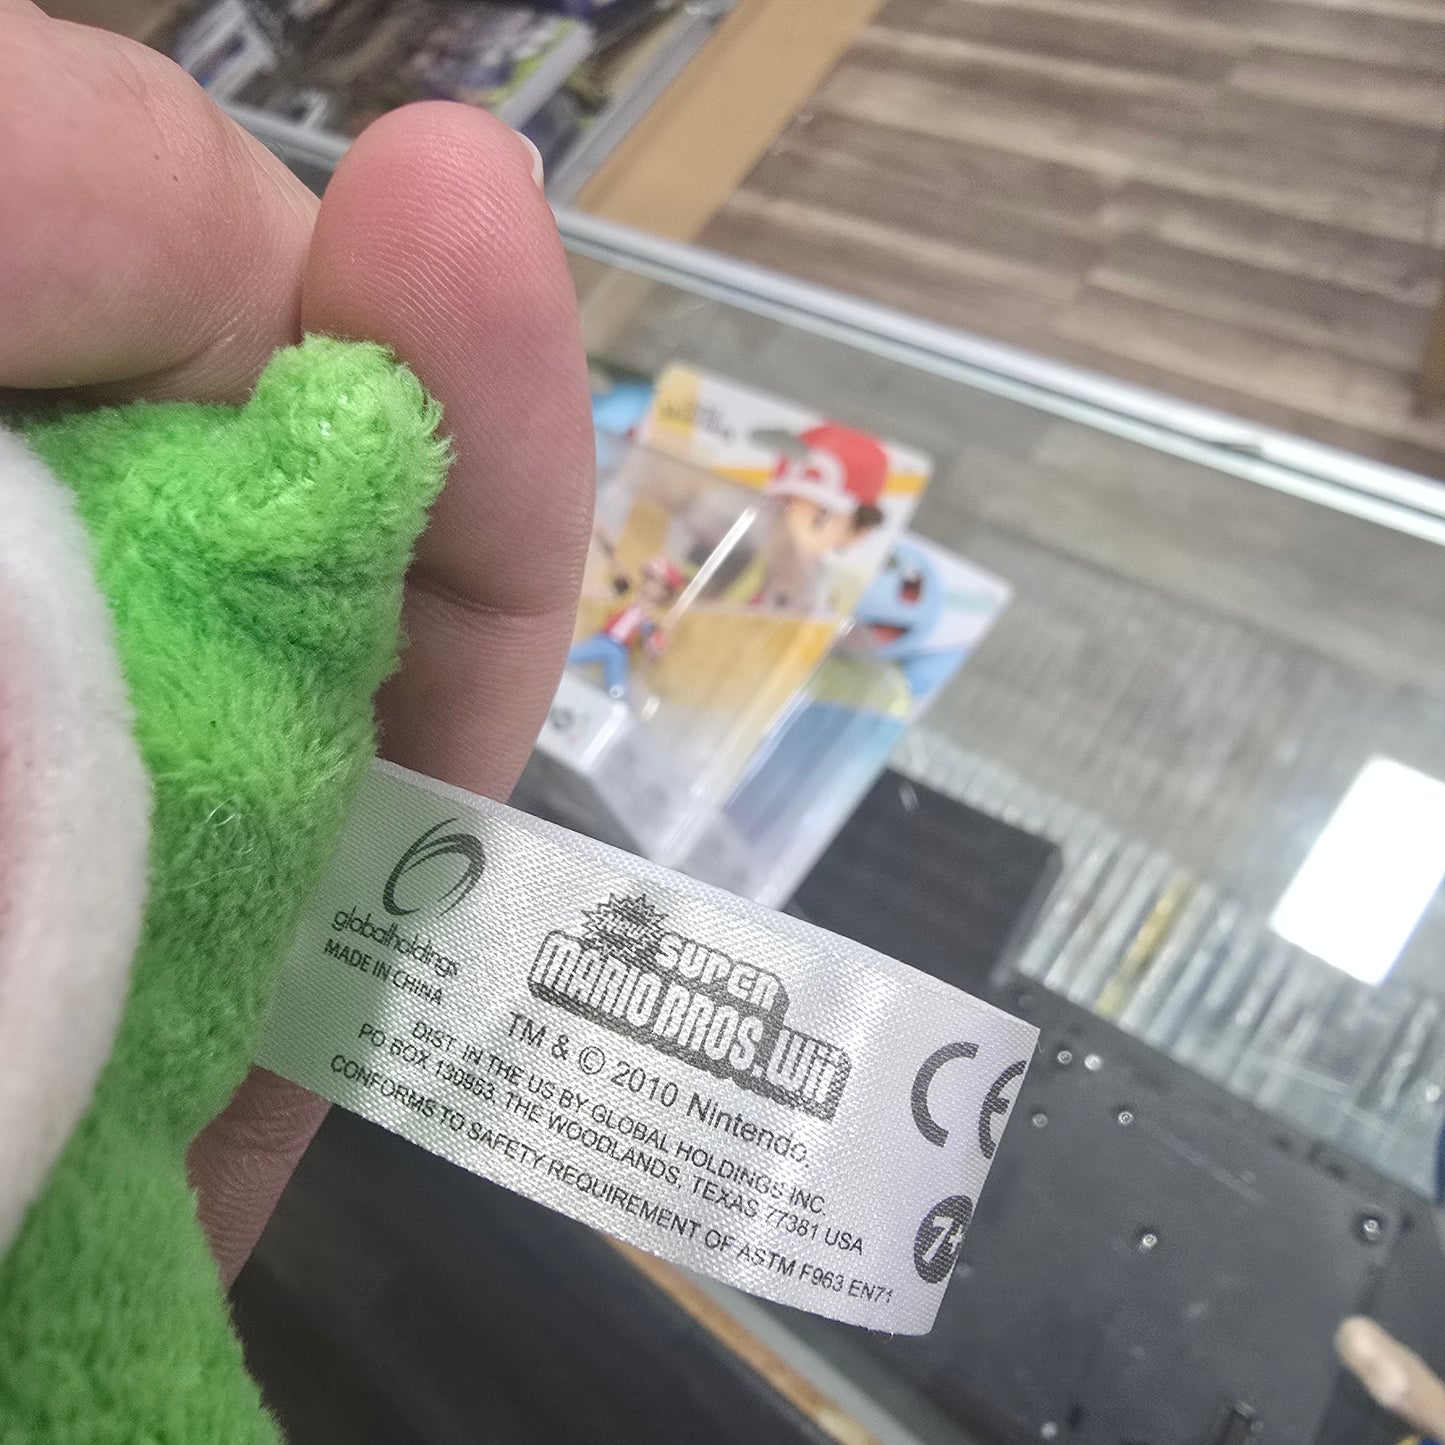 globalholdings
MADE IN CHINA
New
SUPER
MARIO BROS. Wii
TM & © 2010 Nintendo.
DIST. IN THE US BY GLOBAL HOLDINGS INC.
PO BOX 130963, THE WOODLANDS, TEXAS 77381 USA
CONFORMS TO SAFETY REQUIREMENT OF ASTM F963 EN71
CE
7+